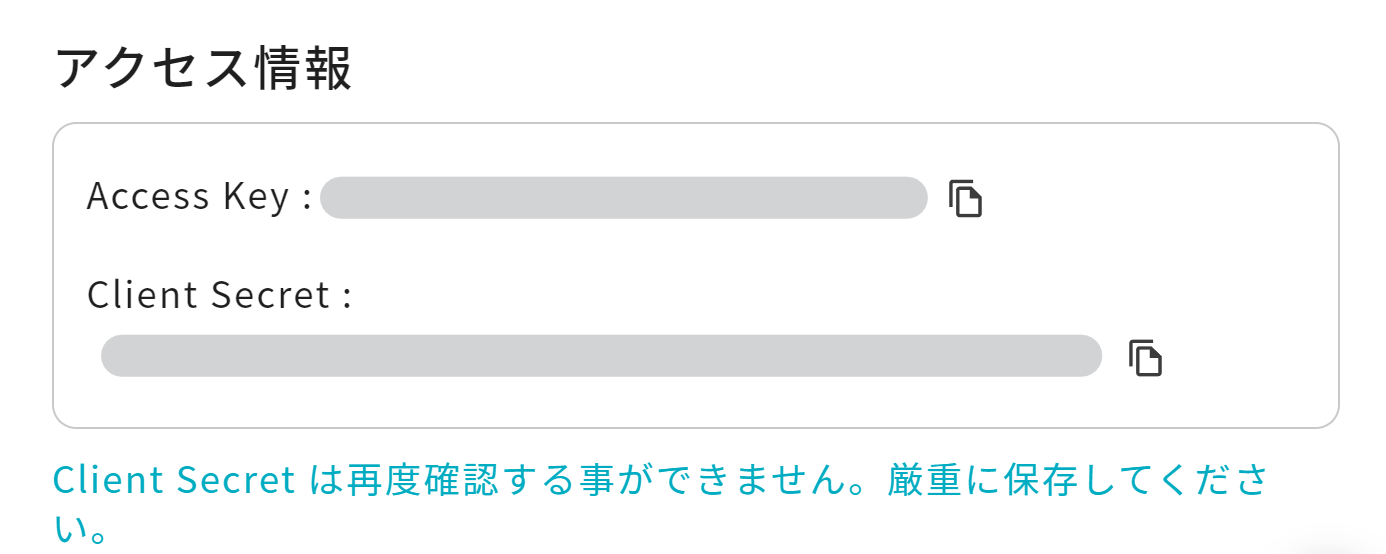 アクセス情報
Access Key :
Client Secret :
Client Secret は再度確認する事ができません。厳重に保存してくださ
い。